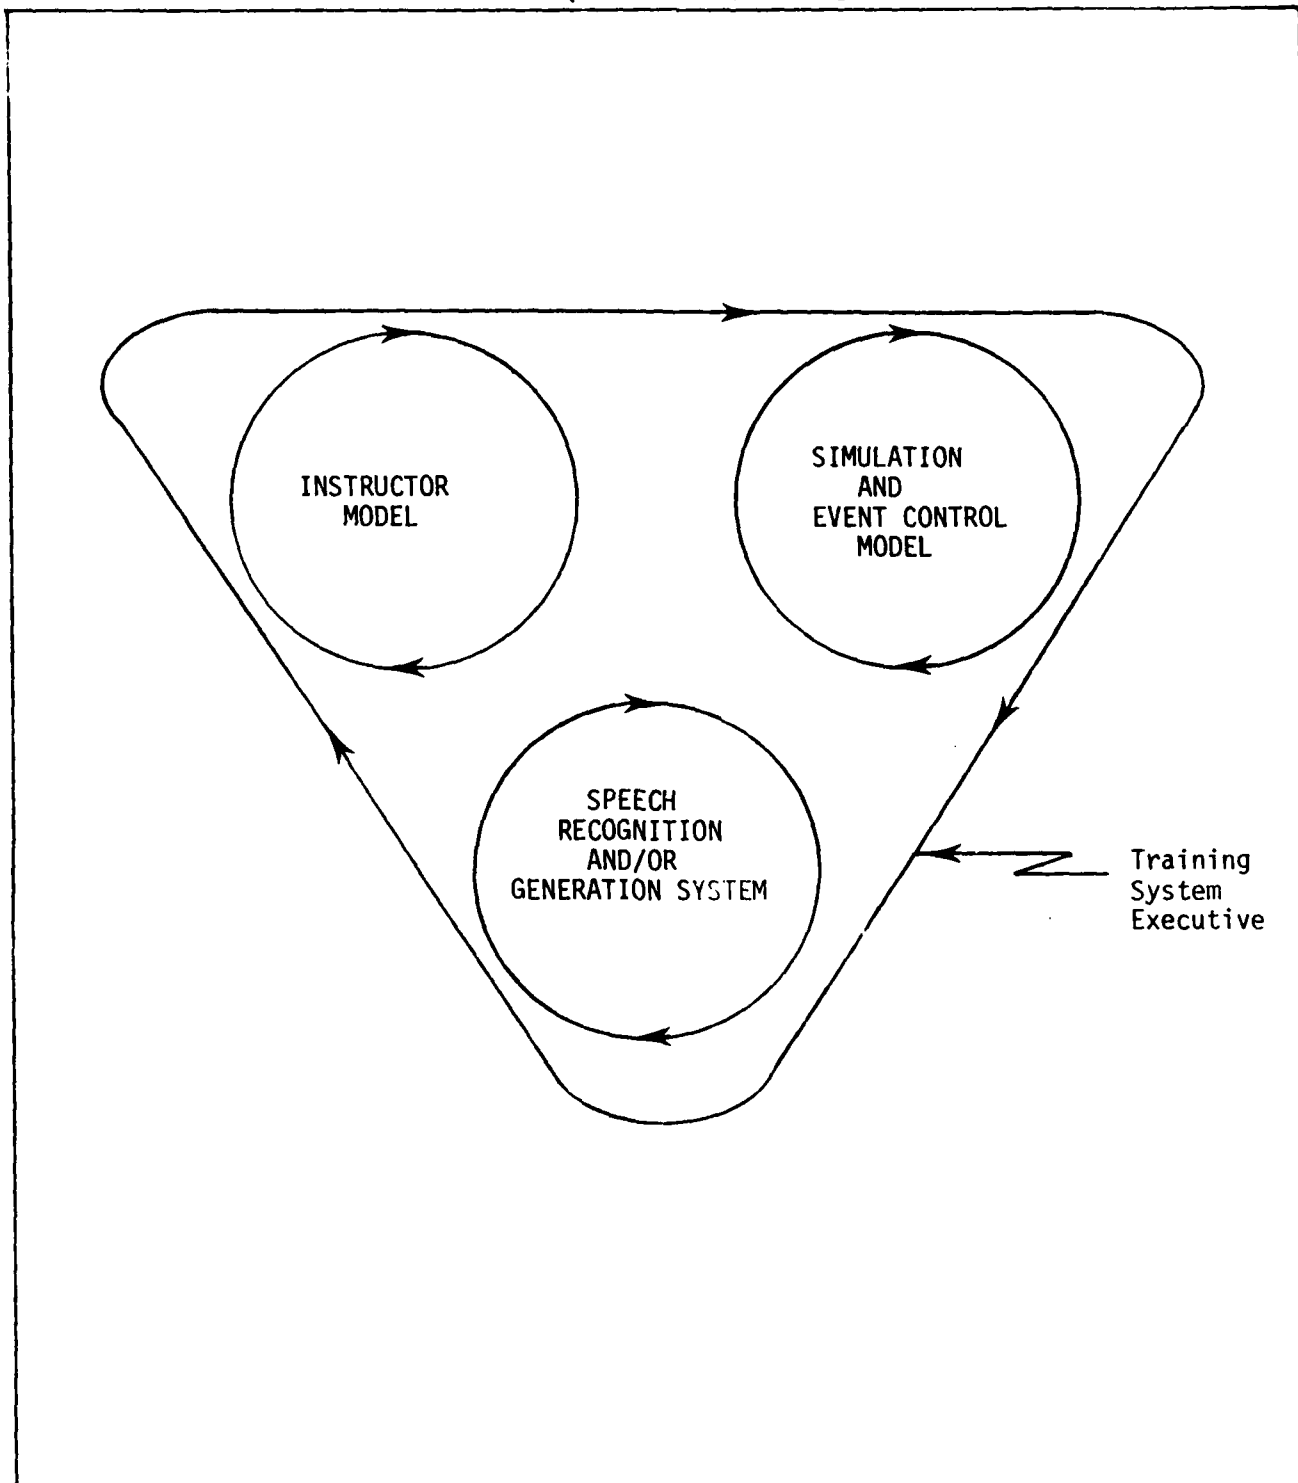 INSTRUCTOR
MODEL
SIMULATION
AND
EVENT CONTROL
MODEL
SPEECH
RECOGNITION
AND/OR
GENERATION SYSTEM
Training
System
Executive